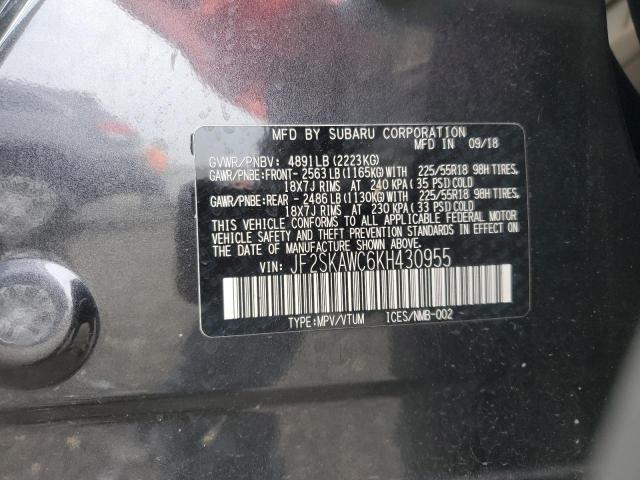 MFD BY SUBARU CORPORATION
MFD IN 09/18
GVWR/PNBV: 4891LB (2223KG)
GAWR/PNBE:FRONT- 2563LB (1165KG) WITH 225/55R18 98H TIRES,
18X7J RIMS AT 240 KPA (35 PSI) COLD
GAWR/PNBE:REAR - 2486LB (1130KG) WITH 225/55R18 98H TIRES,
18X7J RIMS AT 230 KPA (33 PSI) COLD
THIS VEHICLE CONFORMS TO ALL APPLICABLE FEDERAL MOTOR
VEHICLE SAFETY AND THEFT PREVENTION STANDARDS IN EFFECT ON
THE DATE OF MANUFACTURE SHOWN ABOVE.
VIN: JF2SKAWC6KH430955
TYPE:MPV/VTUM ICES/NMB-002